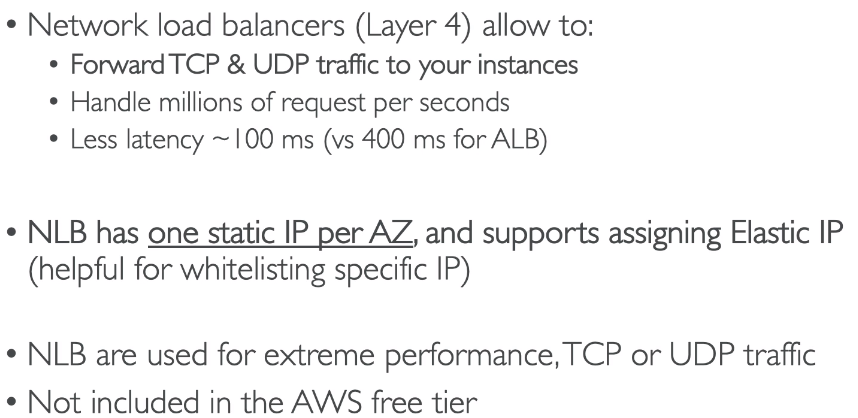 • Network load balancers (Layer 4) allow to:
• Forward TCP & UDP traffic to your instances
• Handle millions of request per seconds
• Less latency ~100 ms (vs 400 ms for ALB)
• NLB has one static IP per AZ, and supports assigning Elastic IP
(helpful for whitelisting specific IP)
• NLB are used for extreme performance, TCP or UDP traffic
• Not included in the AWS free tier